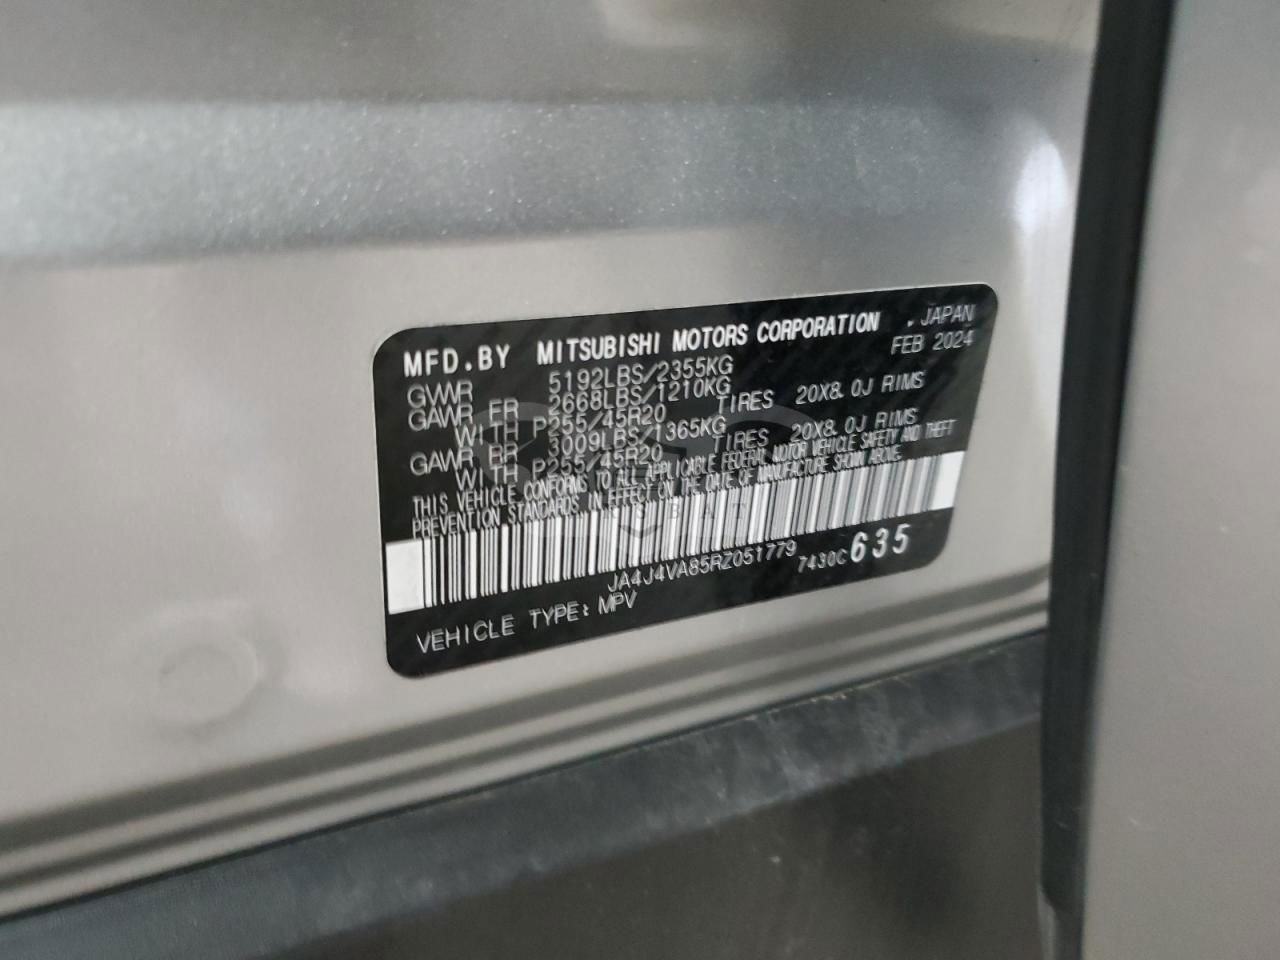 MFD.BY MITSUBISHI MOTORS CORPORATION , JAPAN
FEB 2024
GVWR 5192LBS/2355KG
GAWR FR 2668LBS/1210KG
WITH P255/45R20 TIRES 20X8.0J RIMS
GAWR RR 3009LBS/1365KG
WITH P255/45R20 TIRES 20X8.0J RIMS
THIS VEHICLE CONFORMS TO ALL APPLICABLE FEDERAL MOTOR VEHICLE SAFETY AND THEFT
PREVENTION STANDARDS IN EFFECT ON THE DATE OF MANUFACTURE SHOWN ABOVE.
JA4J4VA85RZ051779 7430C 635
VEHICLE TYPE: MPV